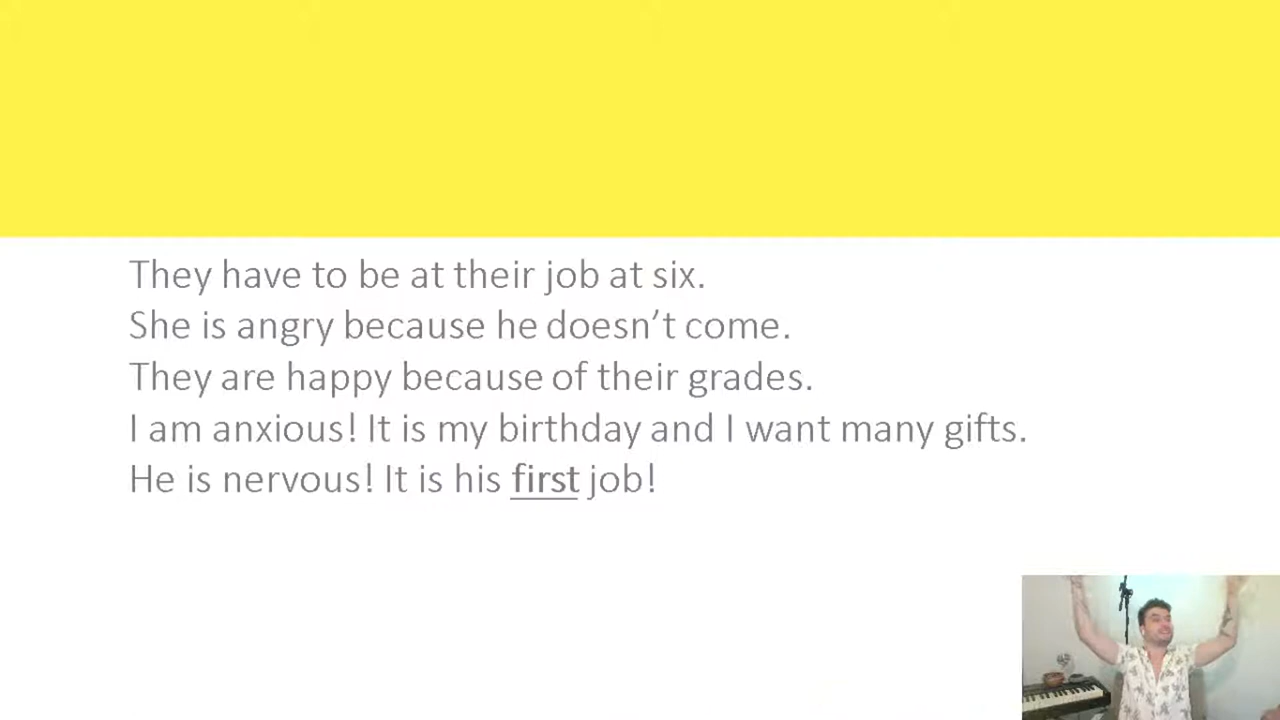 They have to be at their job at six.
She is angry because he doesn’t come.
They are happy because of their grades.
I am anxious! It is my birthday and I want many gifts.
He is nervous! It is his first job!